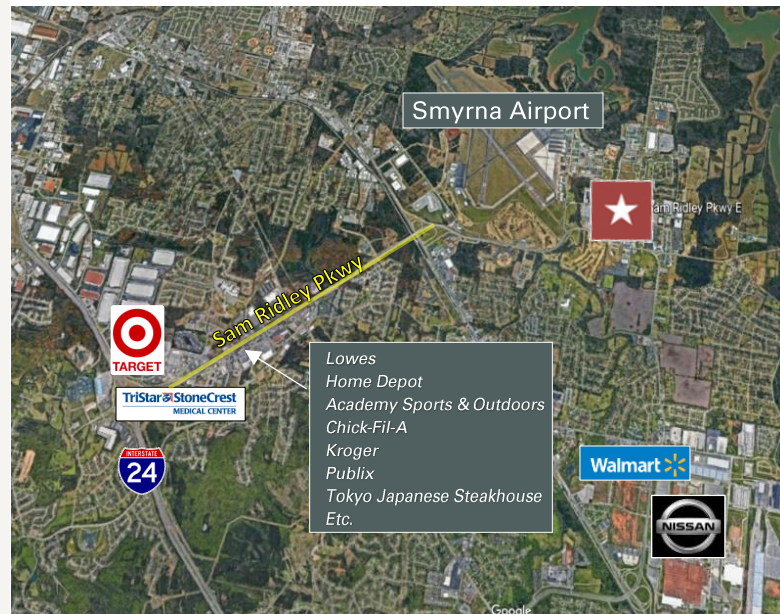 Smyrna Airport
Sam Ridley Pkwy E
Sam Ridley Pkwy
TARGET
TriStar StoneCrest
MEDICAL CENTER
INTERSTATE
24
Lowes
Home Depot
Academy Sports & Outdoors
Chick-Fil-A
Kroger
Publix
Tokyo Japanese Steakhouse
Etc.
Walmart
NISSAN
Google